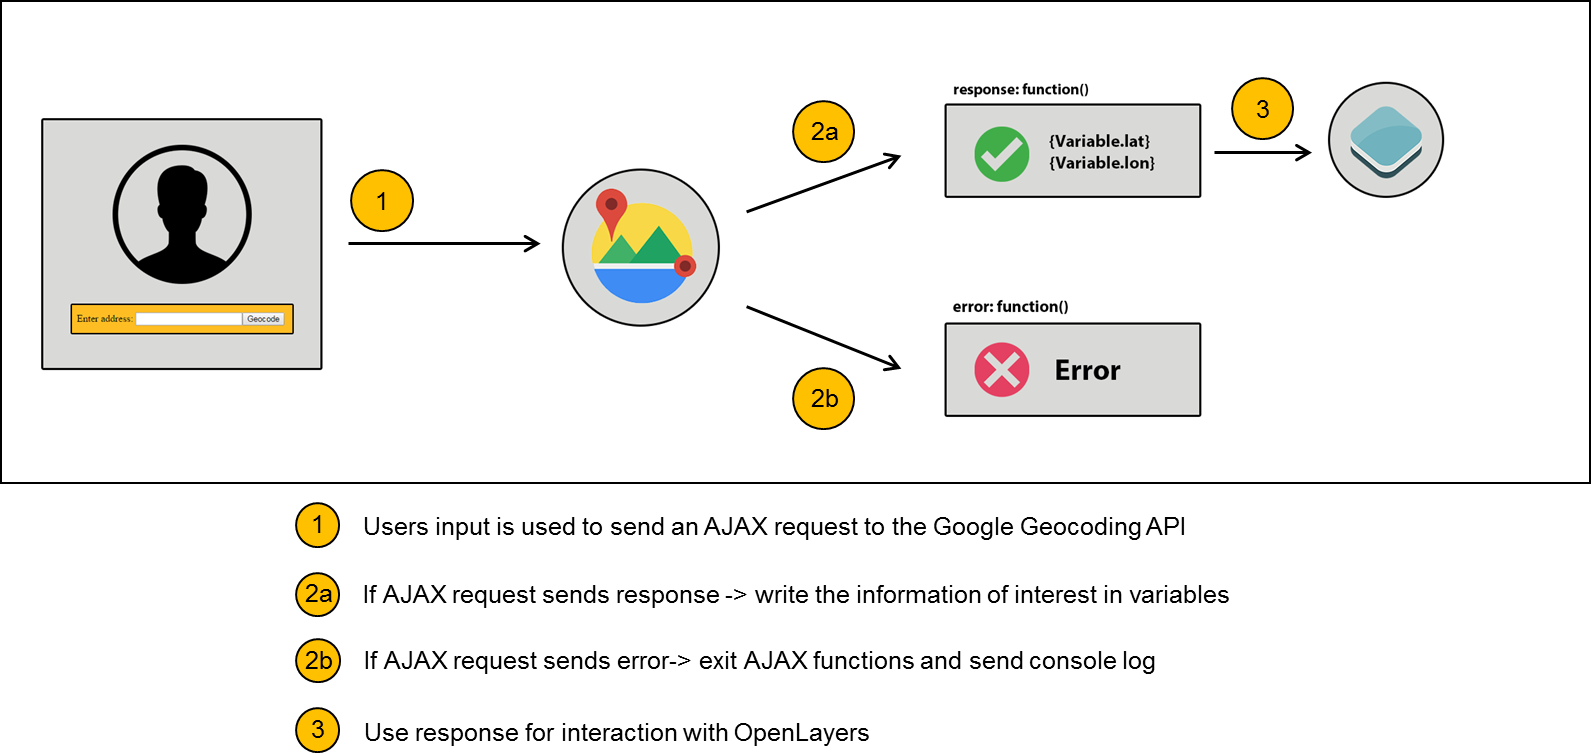 response: function()
3
2a
{Variable.lat}
{Variable.lon}
1
error: function()
Enter address:
Geocode
Error
2b
1 Users input is used to send an AJAX request to the Google Geocoding API
2a If AJAX request sends response -> write the information of interest in variables
2b If AJAX request sends error-> exit AJAX functions and send console log
3 Use response for interaction with OpenLayers